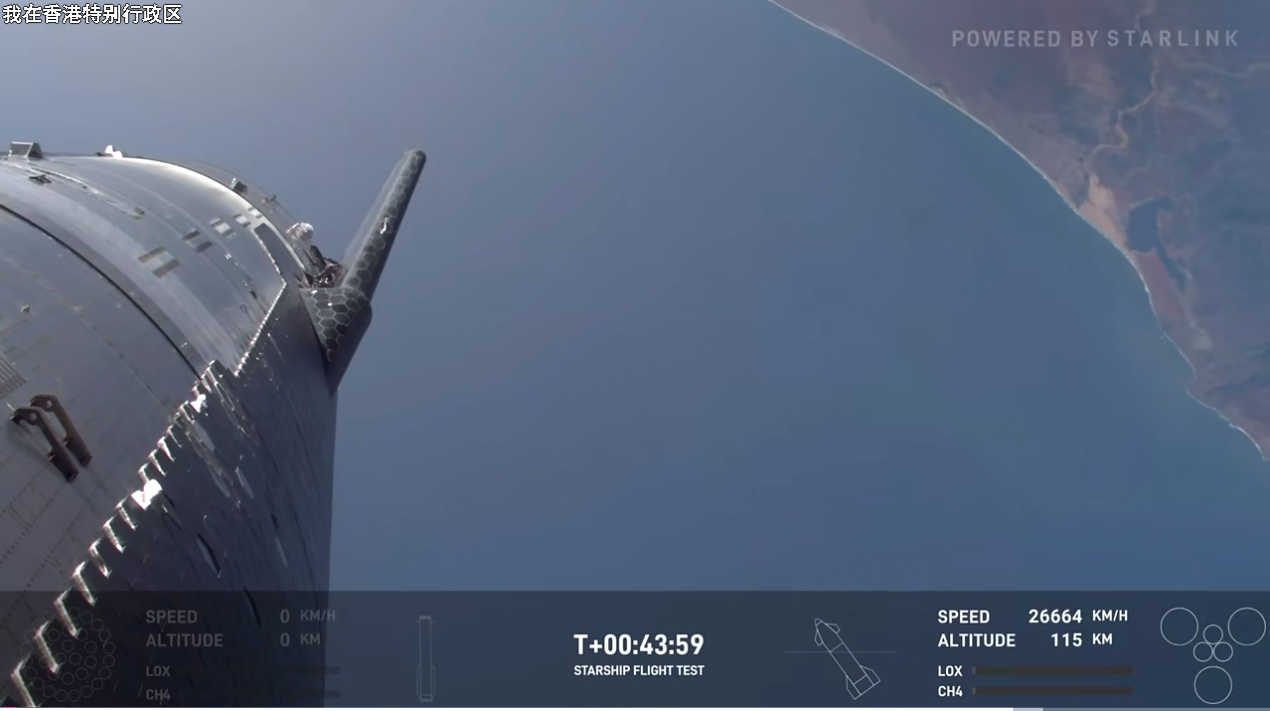 我在香港特别行政区
POWERED BY STARLINK
SPEED 0 KM/H
ALTITUDE 0 KM
LOX
CH4
T+00:43:59
STARSHIP FLIGHT TEST
SPEED 26664 KM/H
ALTITUDE 115 KM
LOX
CH4